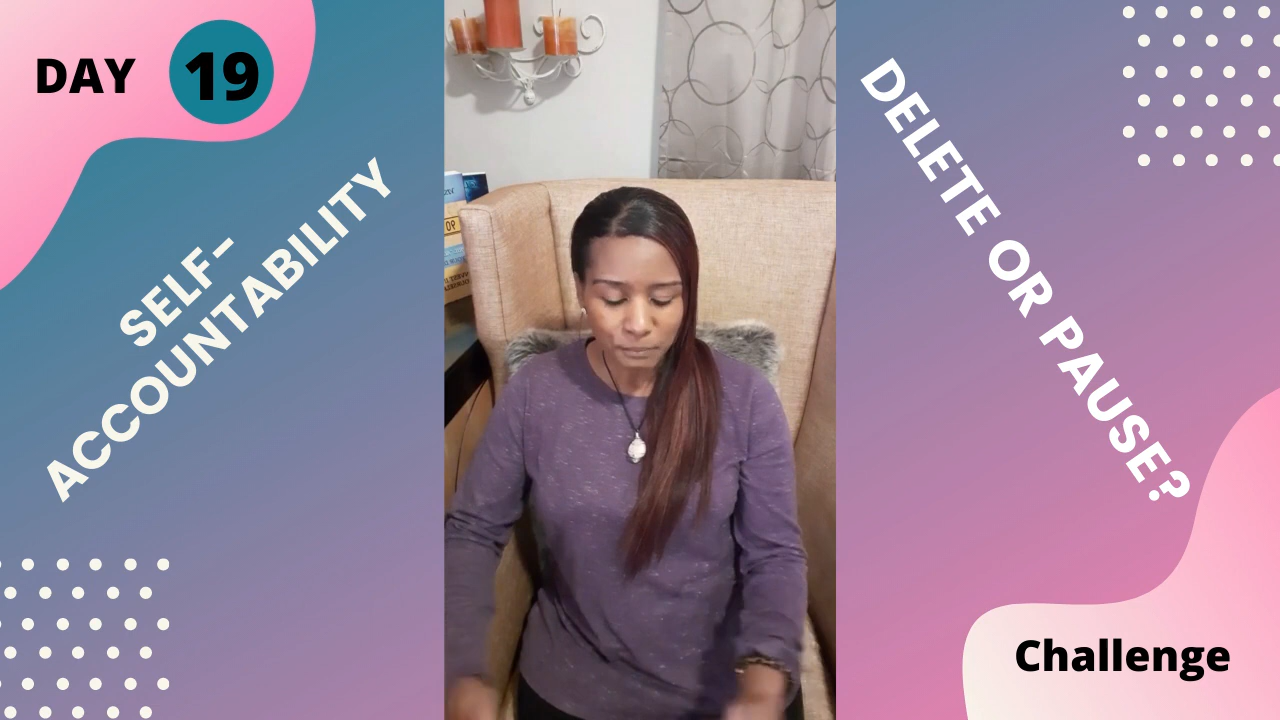 DAY 19
SELF-
ACCOUNTABILITY
DELETE OR PAUSE?
Challenge